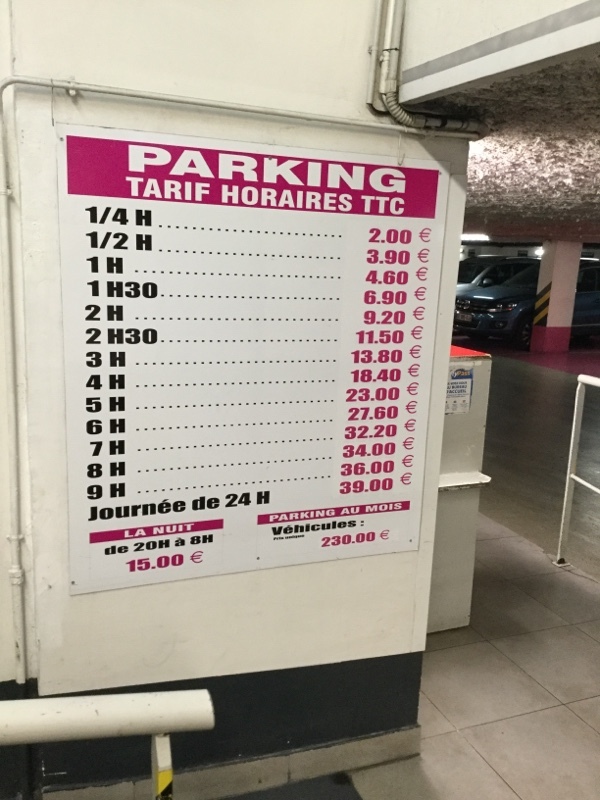 PARKING
TARIF HORAIRES TTC
1/4 H ........................ 2.00 €
1/2 H ........................ 3.90 €
1 H ........................ 4.60 €
1 H30 ........................ 6.90 €
2 H ........................ 9.20 €
2 H30 ........................ 11.50 €
3 H ........................ 13.80 €
4 H ........................ 18.40 €
5 H ........................ 23.00 €
6 H ........................ 27.60 €
7 H ........................ 32.20 €
8 H ........................ 34.00 €
9 H ........................ 36.00 €
Journée de 24 H 39.00 €
LA NUIT
de 20H à 8H
15.00 €
PARKING AU MOIS
Véhicules :
Prix unique 230.00 €